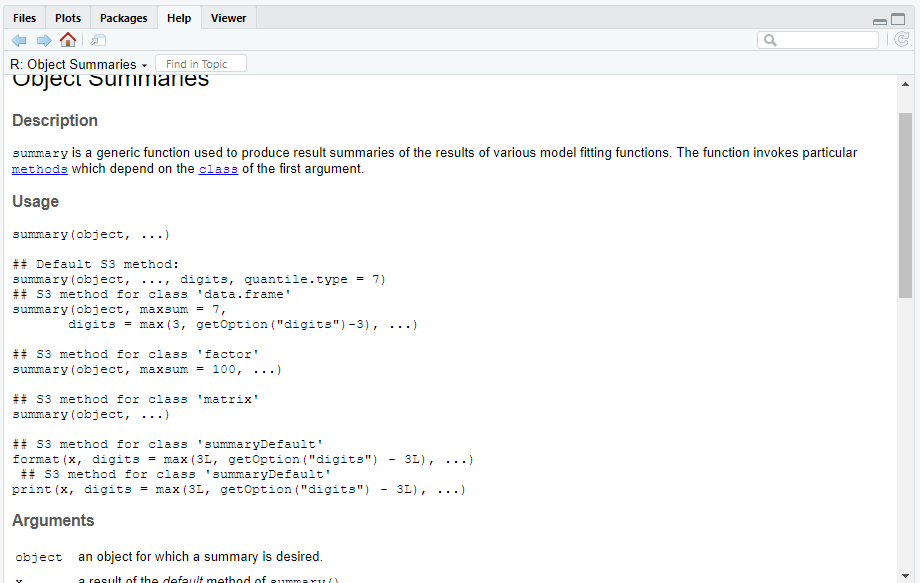 Files Plots Packages Help Viewer
R: Object Summaries Find in Topic
Object Summaries
Description
summary is a generic function used to produce result summaries of the results of various model fitting functions. The function invokes particular
methods which depend on the class of the first argument.
Usage
summary(object, ...)
## Default S3 method:
summary(object, ..., digits, quantile.type = 7)
## S3 method for class 'data.frame'
summary(object, maxsum = 7,
       digits = max(3, getOption("digits")-3), ...)
## S3 method for class 'factor'
summary(object, maxsum = 100, ...)
## S3 method for class 'matrix'
summary(object, ...)
## S3 method for class 'summaryDefault'
format(x, digits = max(3L, getOption("digits") - 3L), ...)
 ## S3 method for class 'summaryDefault'
print(x, digits = max(3L, getOption("digits") - 3L), ...)
Arguments
object an object for which a summary is desired.
x a result of the default method of summary()